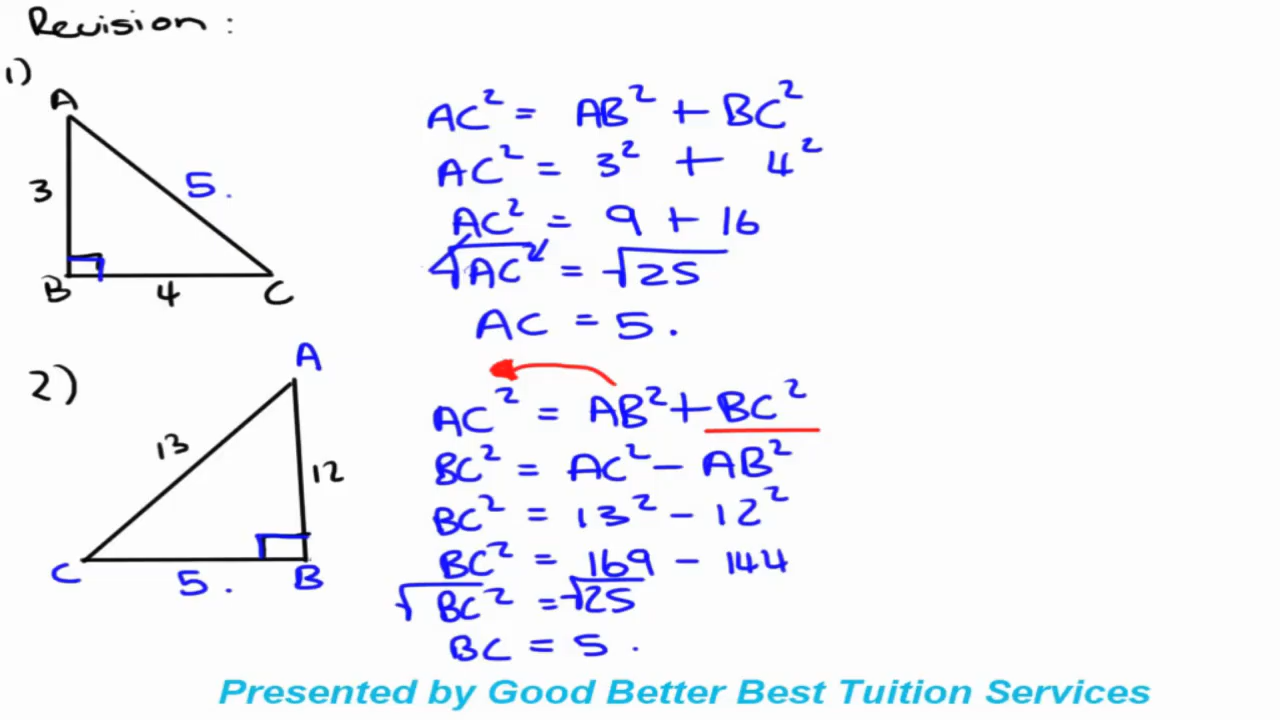 Revision :
1)
A
3
5.
B
4
C
AC² = AB² + BC²
AC² = 3² + 4²
AC² = 9 + 16
√AC² = √25
AC = 5.
2)
A
13
12
C
5.
B
AC² = AB² + BC²
BC² = AC² - AB²
BC² = 13² - 12²
BC² = 169 - 144
√BC² = √25
BC = 5.
Presented by Good Better Best Tuition Services